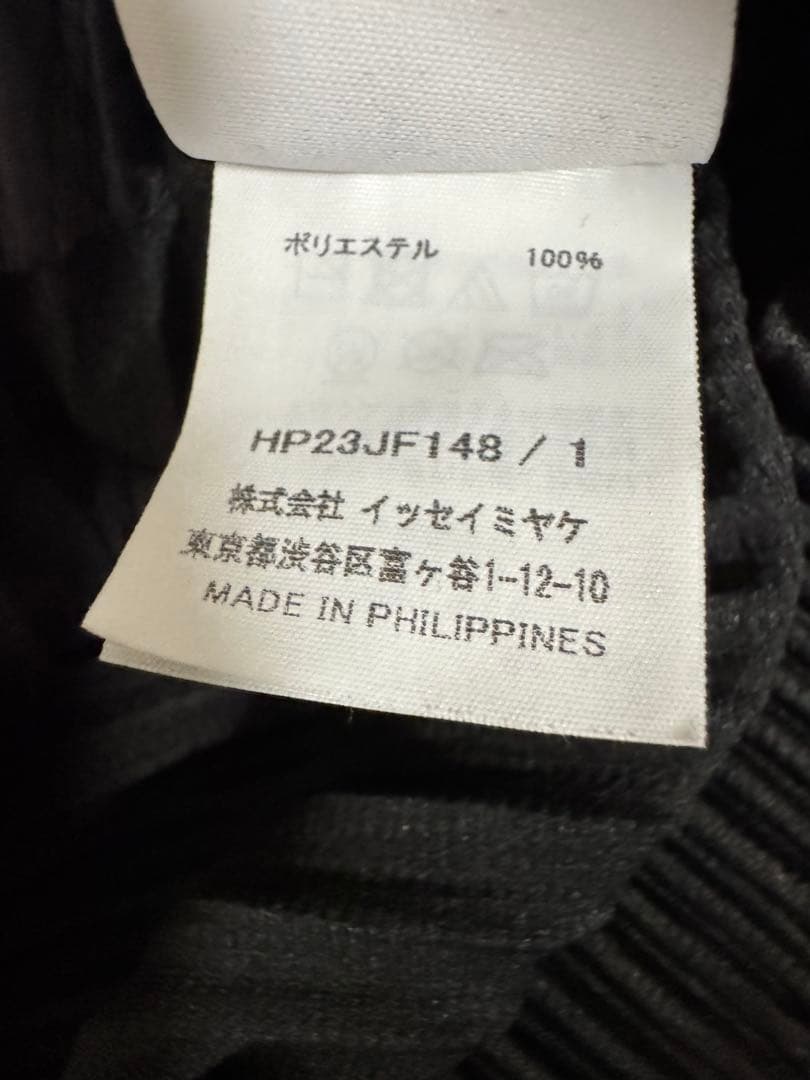 ポリエステル 100%
HP23JF148 / 1
株式会社 イッセイミヤケ
東京都渋谷区富ヶ谷1-12-10
MADE IN PHILIPPINES